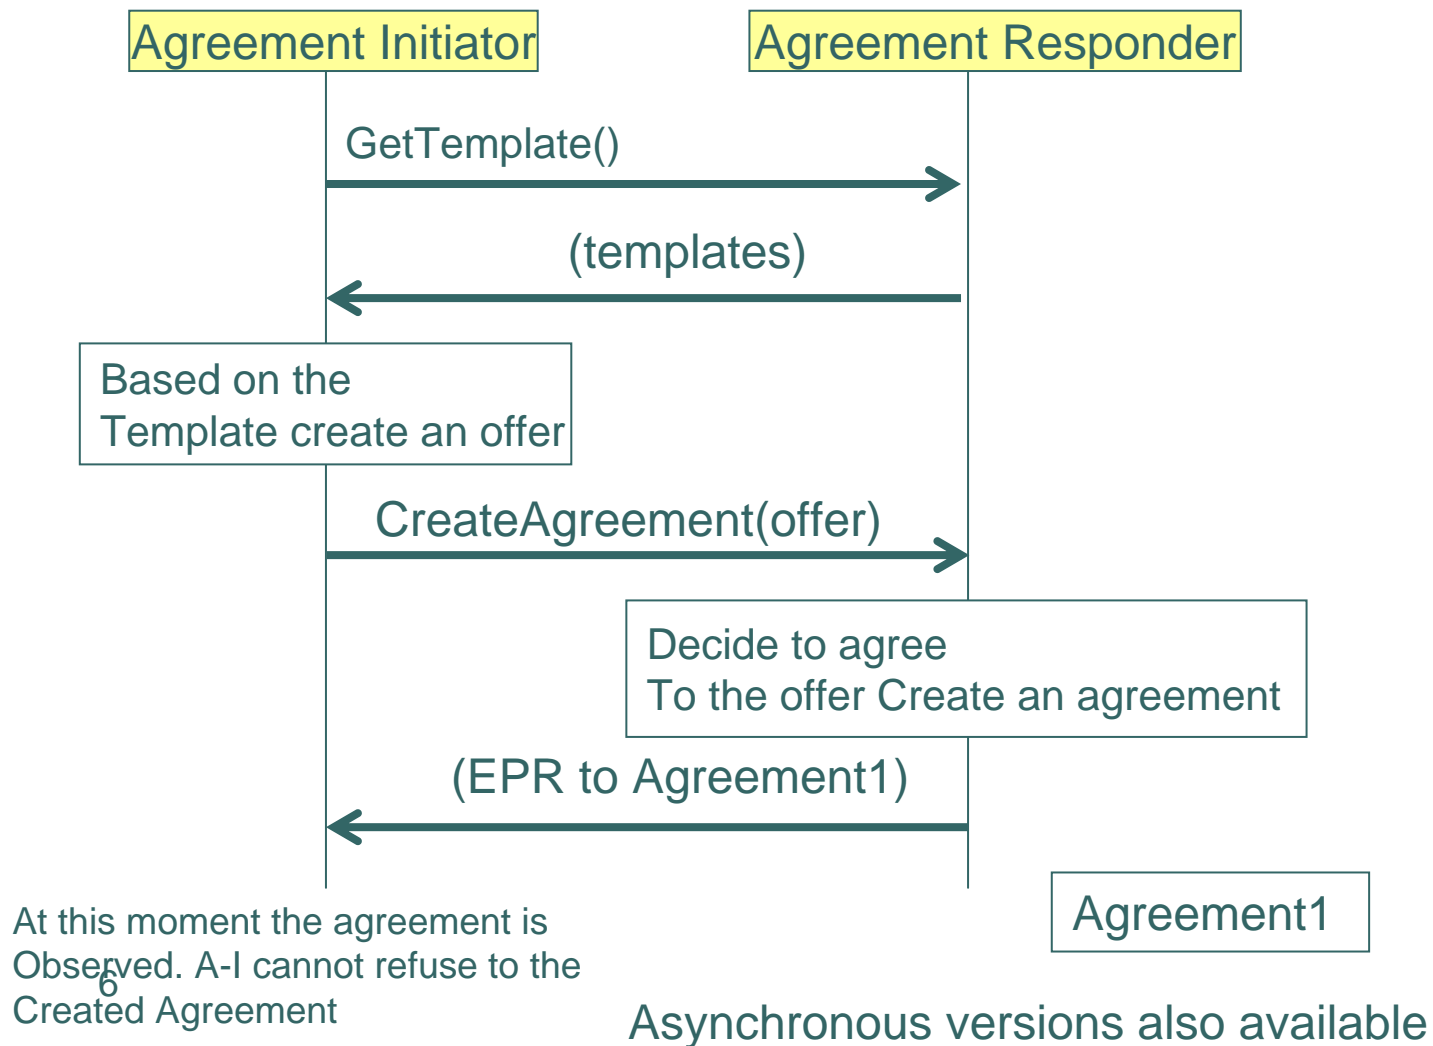 Agreement Initiator
Agreement Responder
GetTemplate()
(templates)
Based on the
Template create an offer
CreateAgreement(offer)
Decide to agree
To the offer Create an agreement
(EPR to Agreement1)
Agreement1
At this moment the agreement is
Observed. A-I cannot refuse to the
Created Agreement
6
Asynchronous versions also available